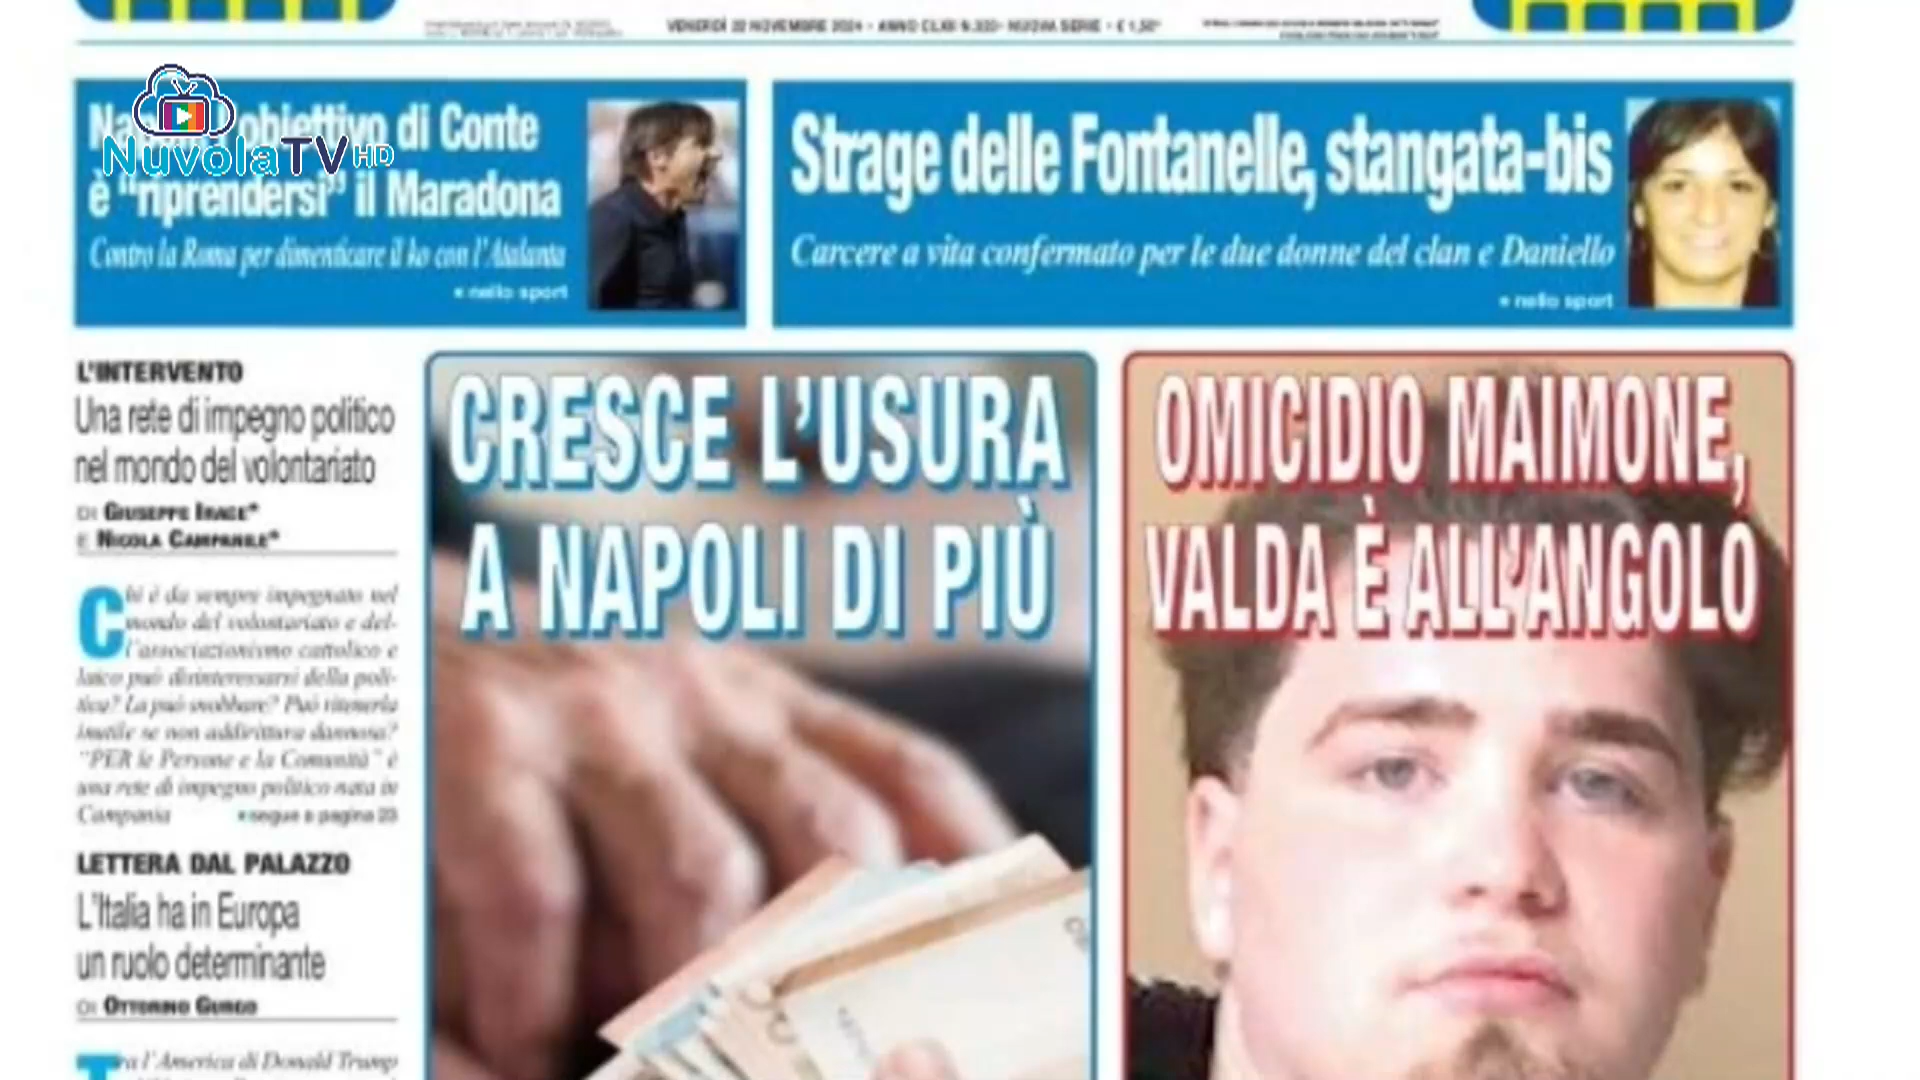 VENERDÌ 22 NOVEMBRE 2024 - ANNO CLXII N.323 - NUOVA SERIE - € 1,50*
NuvolaTV HD
l'obiettivo di Conte
è “riprendersi” il Maradona
Contro la Roma per dimenticare il ko con l'Atalanta
• nello sport
Strage delle Fontanelle, stangata-bis
Carcere a vita confermato per le due donne del clan e Daniello
• nello sport
L'INTERVENTO
Una rete di impegno politico
nel mondo del volontariato
DI GIUSEPPE IRACE*
E NICOLA CAMPANILE*
Chi è da sempre impegnato nel
mondo del volontariato e del-
l'associazionismo cattolico e
laico può disinteressarsi della poli-
tica? La può snobbare? Può ritenerla
inutile se non addirittura dannosa?
“PER le Persone e la Comunità” è
una rete di impegno politico nata in
Campania • segue a pagina 23
LETTERA DAL PALAZZO
L'Italia ha in Europa
un ruolo determinante
DI OTTORINO GURGO
Tra l'America di Donald Trump
CRESCE L'USURA
A NAPOLI DI PIÙ
OMICIDIO MAIMONE,
VALDA È ALL'ANGOLO